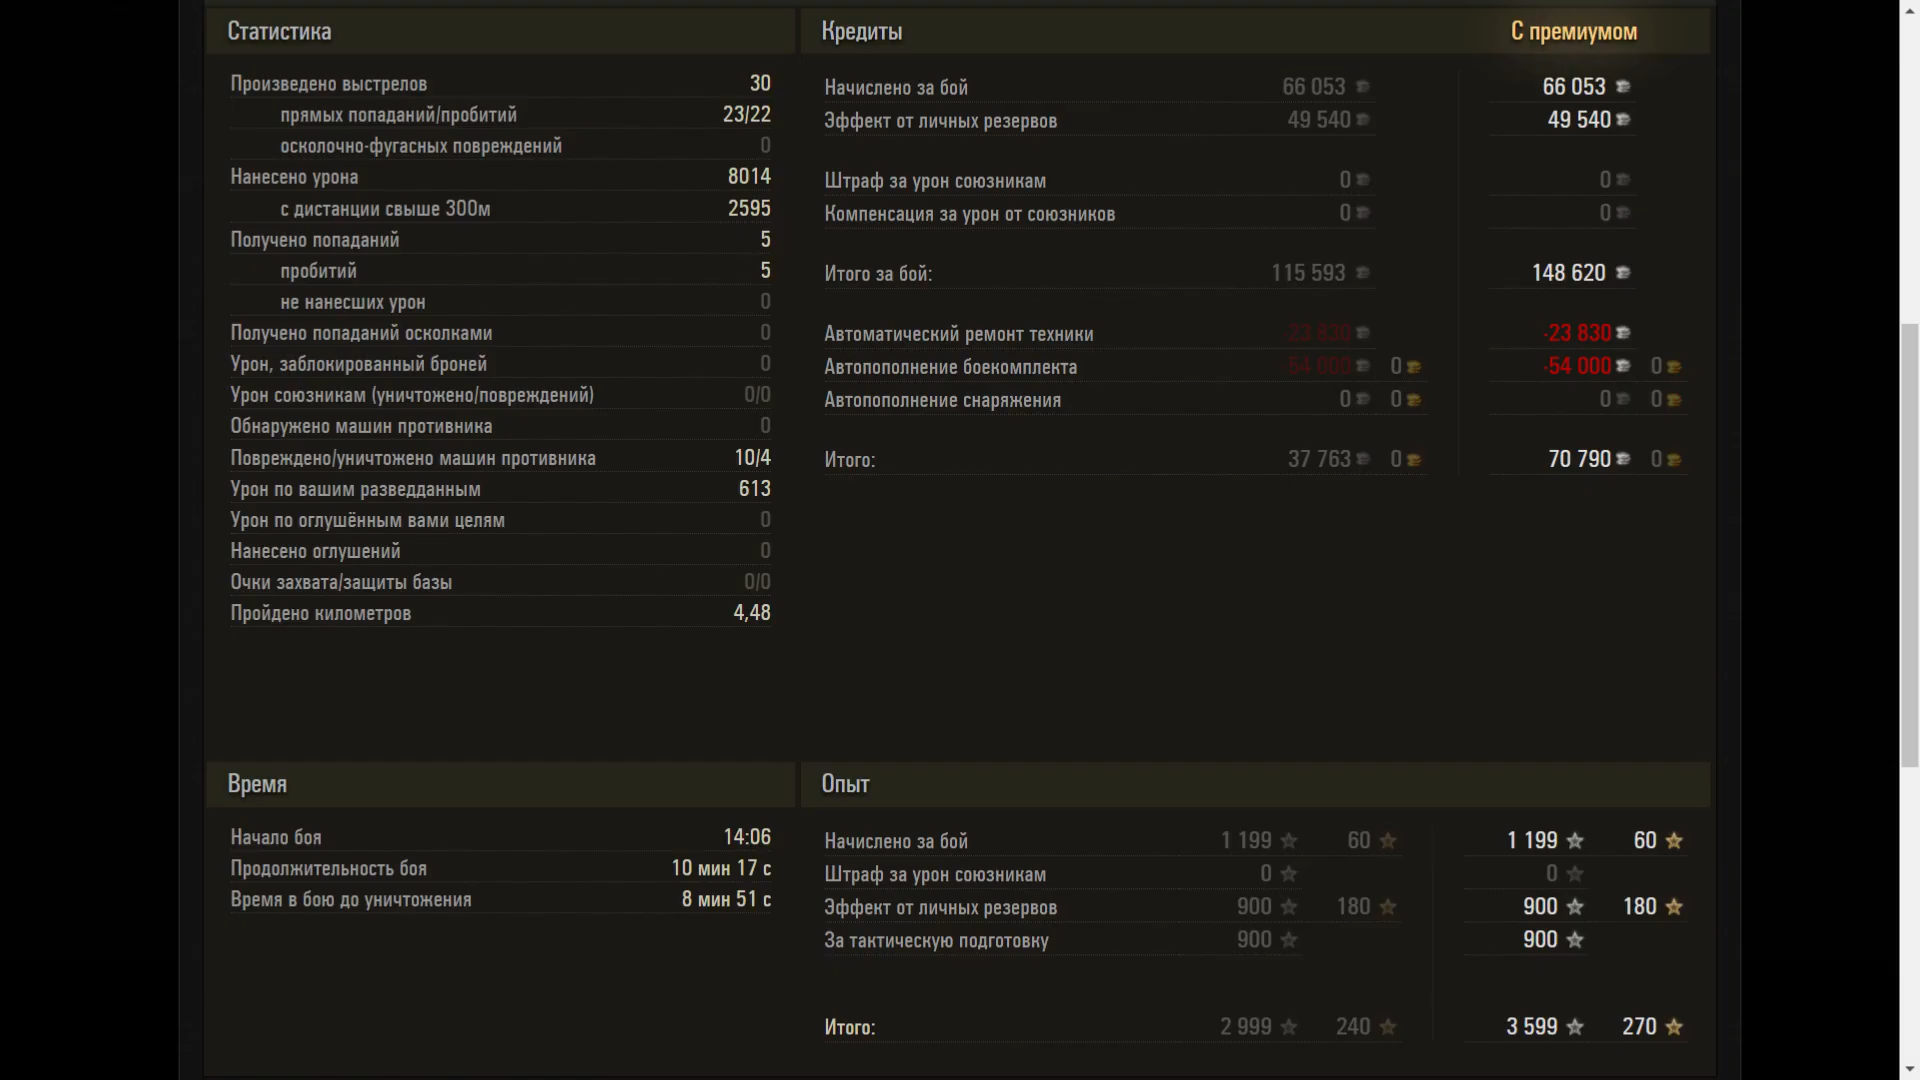 Статистика
Произведено выстрелов 30
прямых попаданий/пробитий 23/22
осколочно-фугасных повреждений 0
Нанесено урона 8014
с дистанции свыше 300м 2595
Получено попаданий 5
пробитий 5
не нанесших урон 0
Получено попаданий осколками 0
Урон, заблокированный броней 0
Урон союзникам (уничтожено/повреждений) 0/0
Обнаружено машин противника 0
Повреждено/уничтожено машин противника 10/4
Урон по вашим разведданным 613
Урон по оглушённым вами целям 0
Нанесено оглушений 0
Очки захвата/защиты базы 0/0
Пройдено километров 4,48
Кредиты С премиумом
Начислено за бой 66 053 66 053
Эффект от личных резервов 49 540 49 540
Штраф за урон союзникам 0 0
Компенсация за урон от союзников 0 0
Итого за бой: 115 593 148 620
Автоматический ремонт техники -23 830 -23 830
Автопополнение боекомплекта -54 000 0 -54 000 0
Автопополнение снаряжения 0 0 0 0
Итого: 37 763 0 70 790 0
Время
Начало боя 14:06
Продолжительность боя 10 мин 17 с
Время в бою до уничтожения 8 мин 51 с
Опыт
Начислено за бой 1 199 60 1 199 60
Штраф за урон союзникам 0 0
Эффект от личных резервов 900 180 900 180
За тактическую подготовку 900 900
Итого: 2 999 240 3 599 270